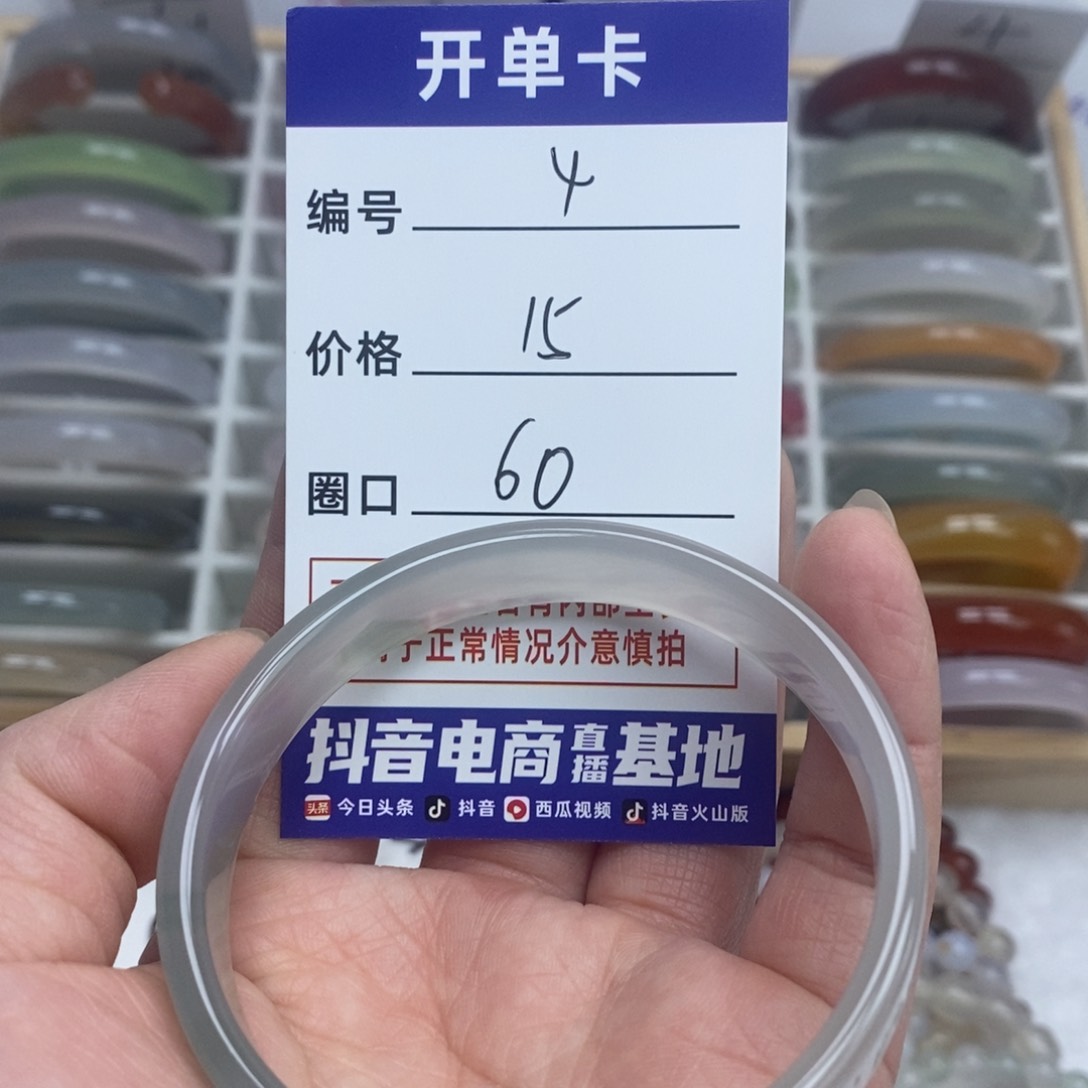 开单卡
编号 4
价格 15
圈口 60
于正常情况介意慎拍
抖音电商直播基地
今日头条 抖音 西瓜视频 抖音火山版